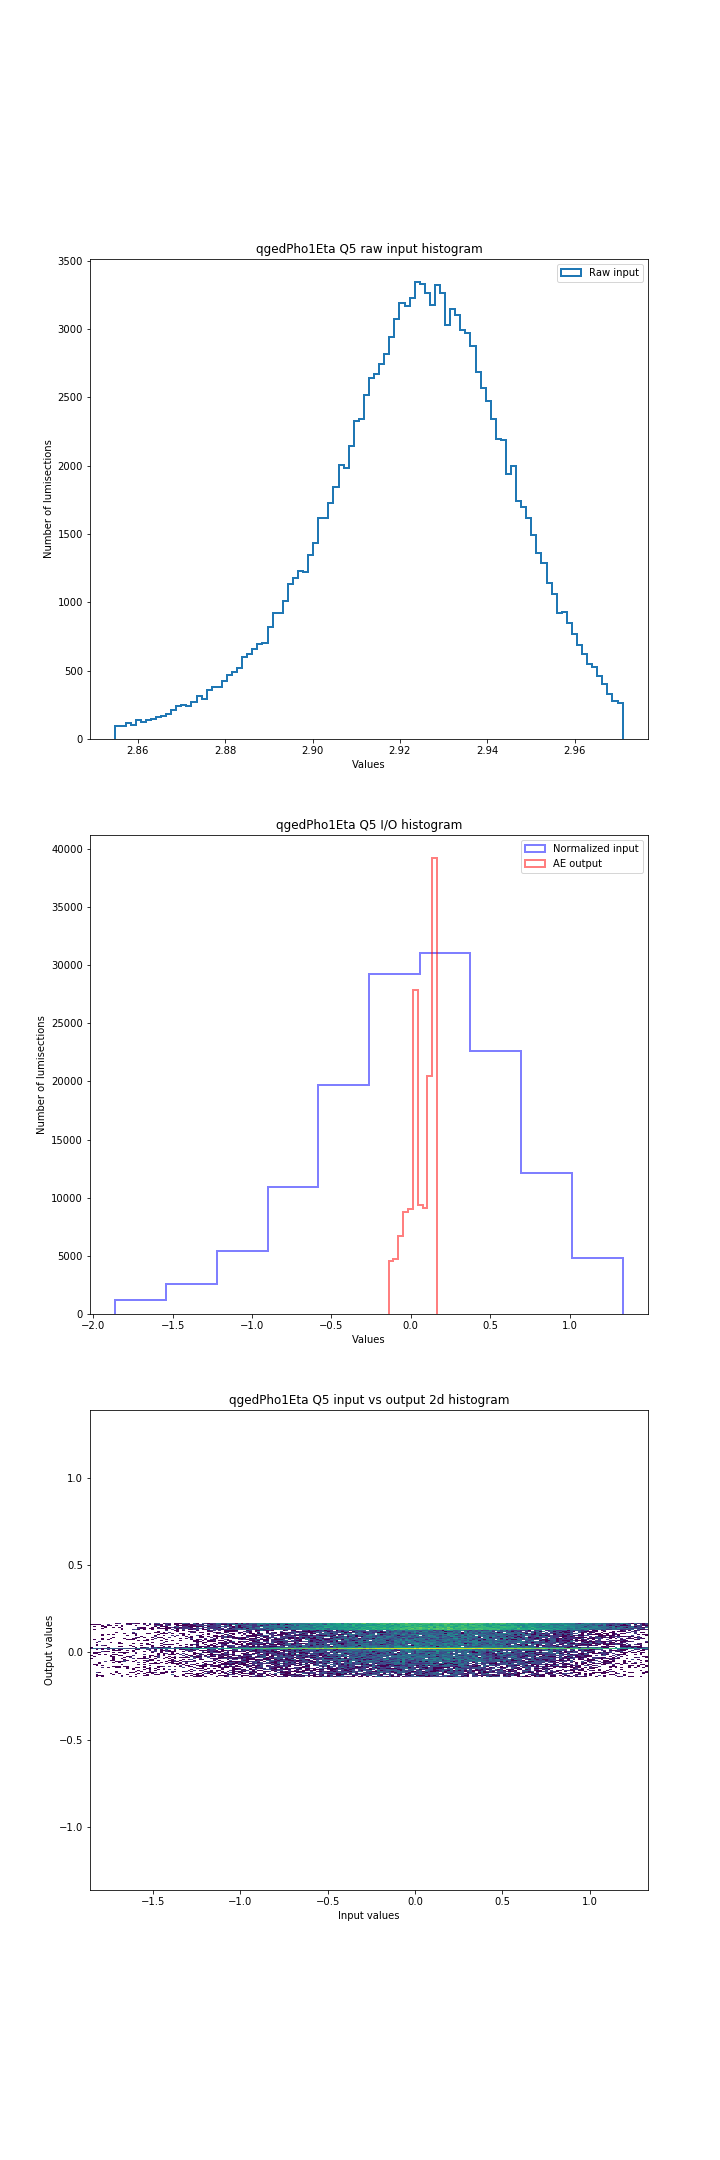 qgedPho1Eta Q5 raw input histogram
Raw input
3500
3000
2500
2000
1500
1000
500
0
Number of lumisections
2.86 2.88 2.90 2.92 2.94 2.96
Values
qgedPho1Eta Q5 I/O histogram
Normalized input
AE output
40000
35000
30000
25000
20000
15000
10000
5000
0
Number of lumisections
−2.0 −1.5 −1.0 −0.5 0.0 0.5 1.0
Values
qgedPho1Eta Q5 input vs output 2d histogram
1.0
0.5
0.0
−0.5
−1.0
Output values
−1.5 −1.0 −0.5 0.0 0.5 1.0
Input values